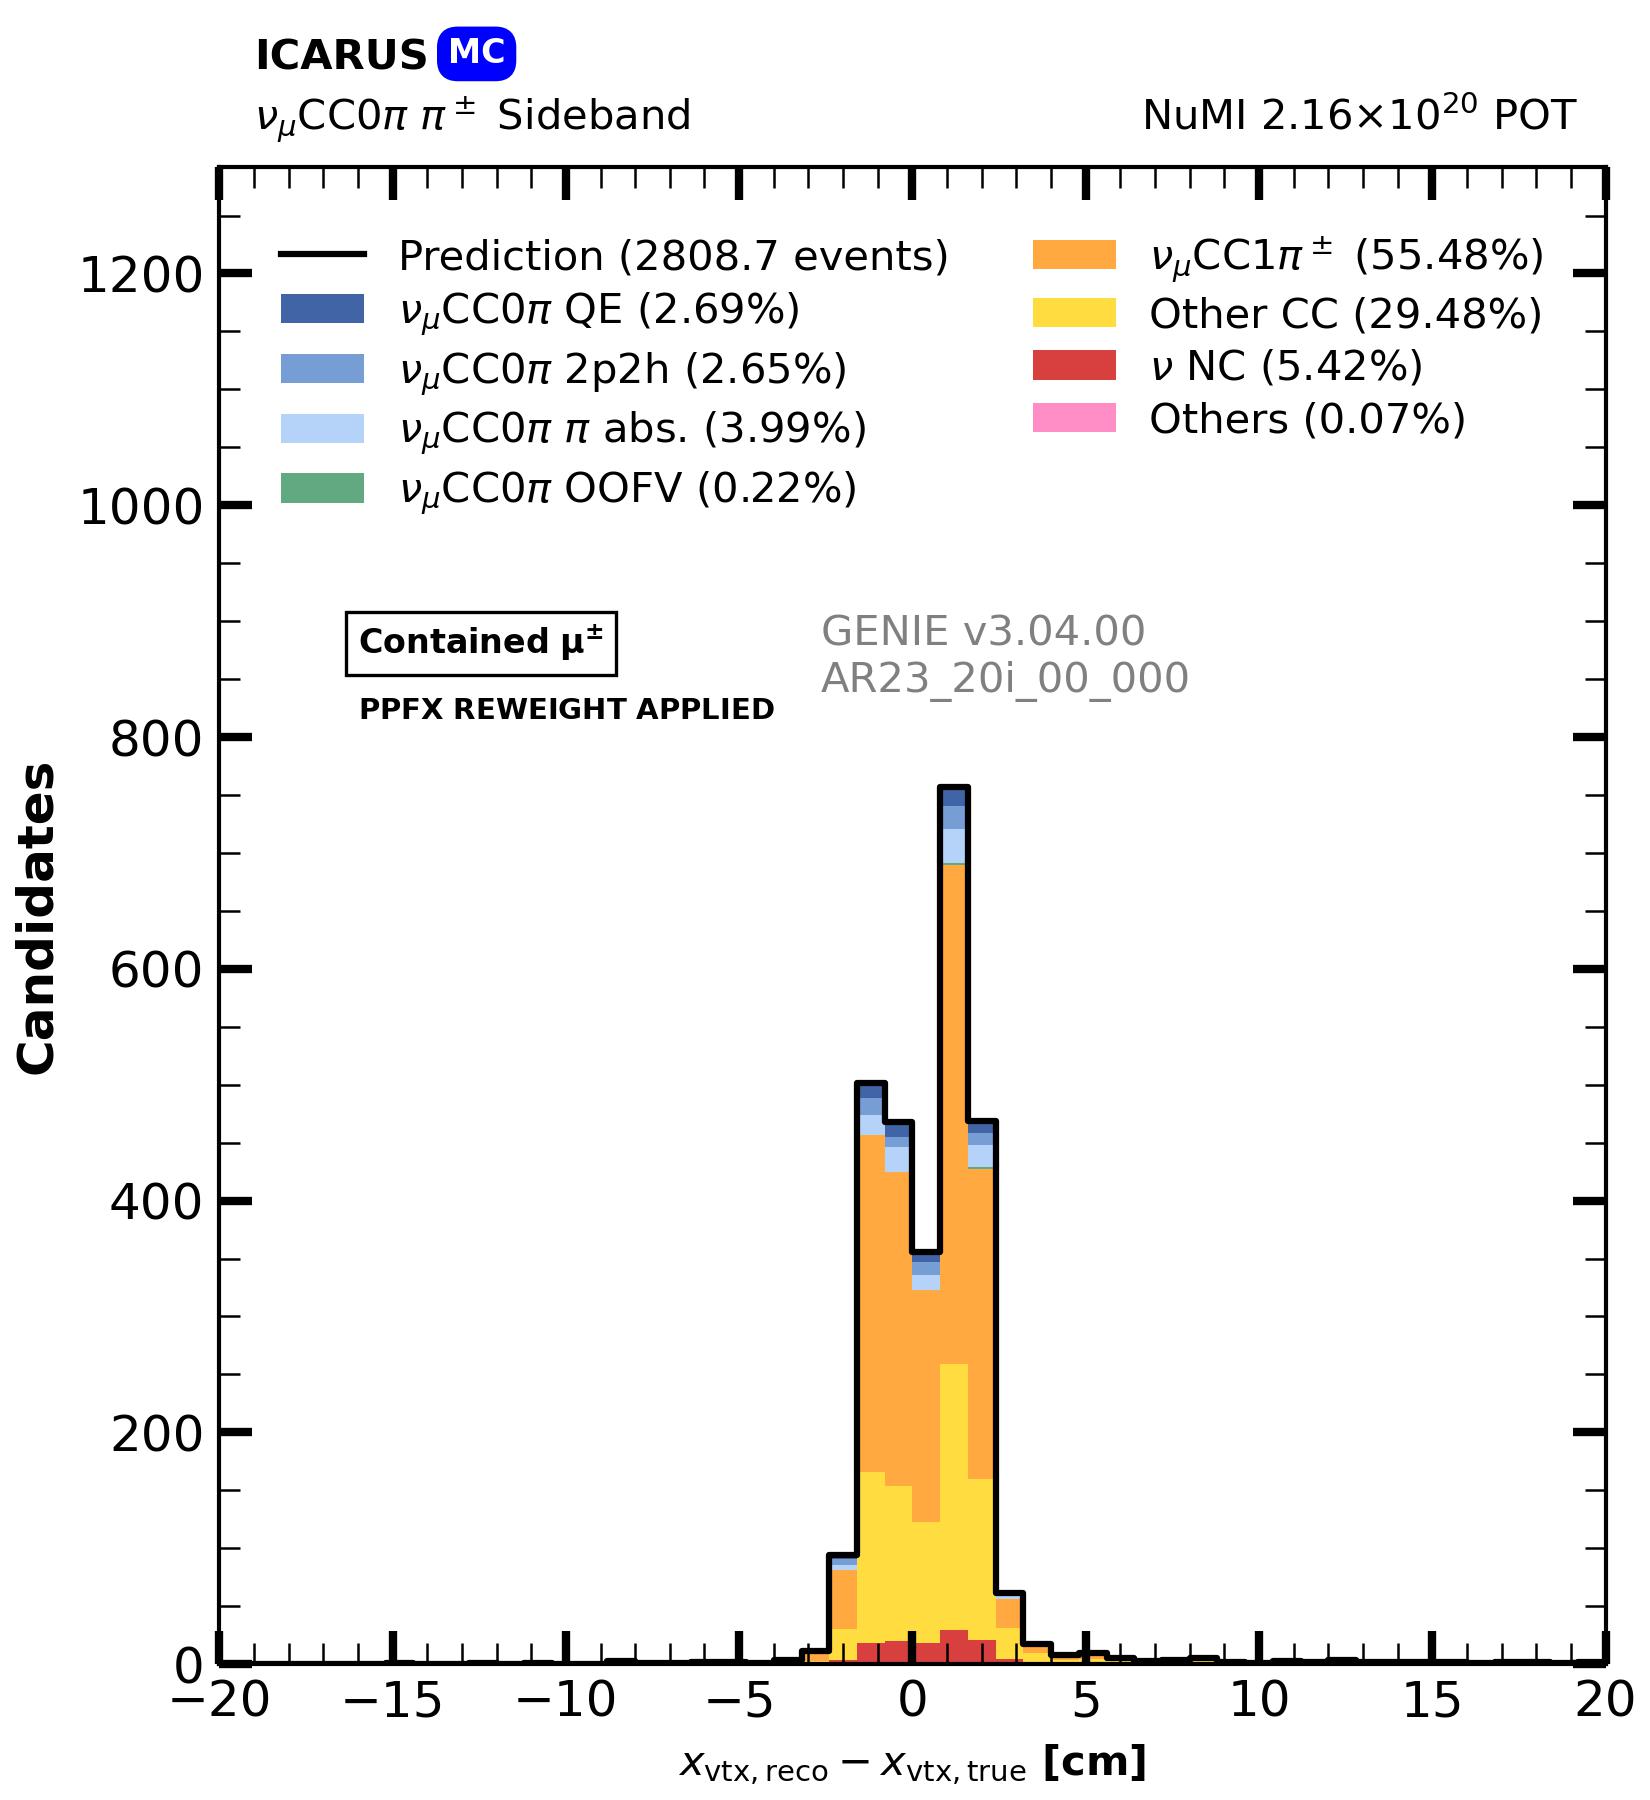 ICARUS MC
νμCC0π π± Sideband
NuMI 2.16×10²⁰ POT
Prediction (2808.7 events)
νμCC0π QE (2.69%)
νμCC0π 2p2h (2.65%)
νμCC0π π abs. (3.99%)
νμCC0π OOFV (0.22%)
νμCC1π± (55.48%)
Other CC (29.48%)
ν NC (5.42%)
Others (0.07%)
Contained μ±
PPFX REWEIGHT APPLIED
GENIE v3.04.00
AR23_20i_00_000
Candidates
1200
1000
800
600
400
200
0
−20 −15 −10 −5 0 5 10 15 20
xvtx, reco − xvtx, true [cm]